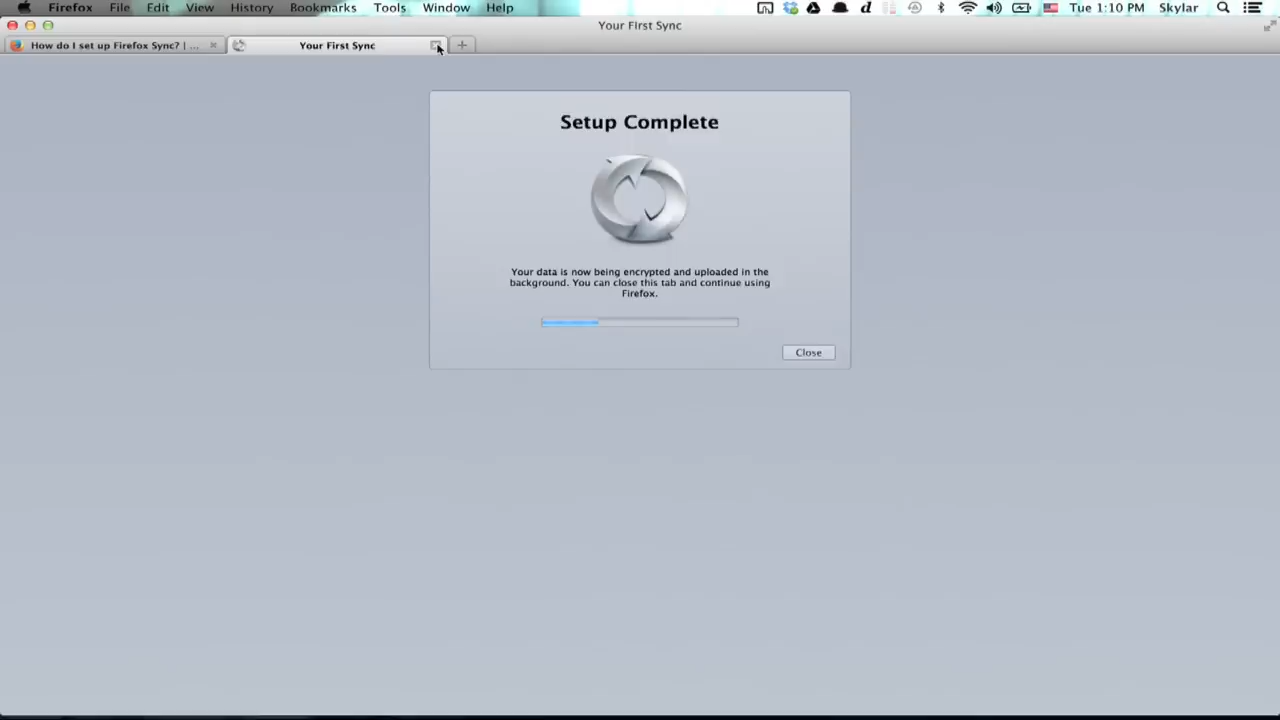 Firefox File Edit View History Bookmarks Tools Window Help d Tue 1:10 PM Skylar
Your First Sync
How do I set up Firefox Sync? | ...
Your First Sync
Setup Complete
Your data is now being encrypted and uploaded in the
background. You can close this tab and continue using
Firefox.
Close